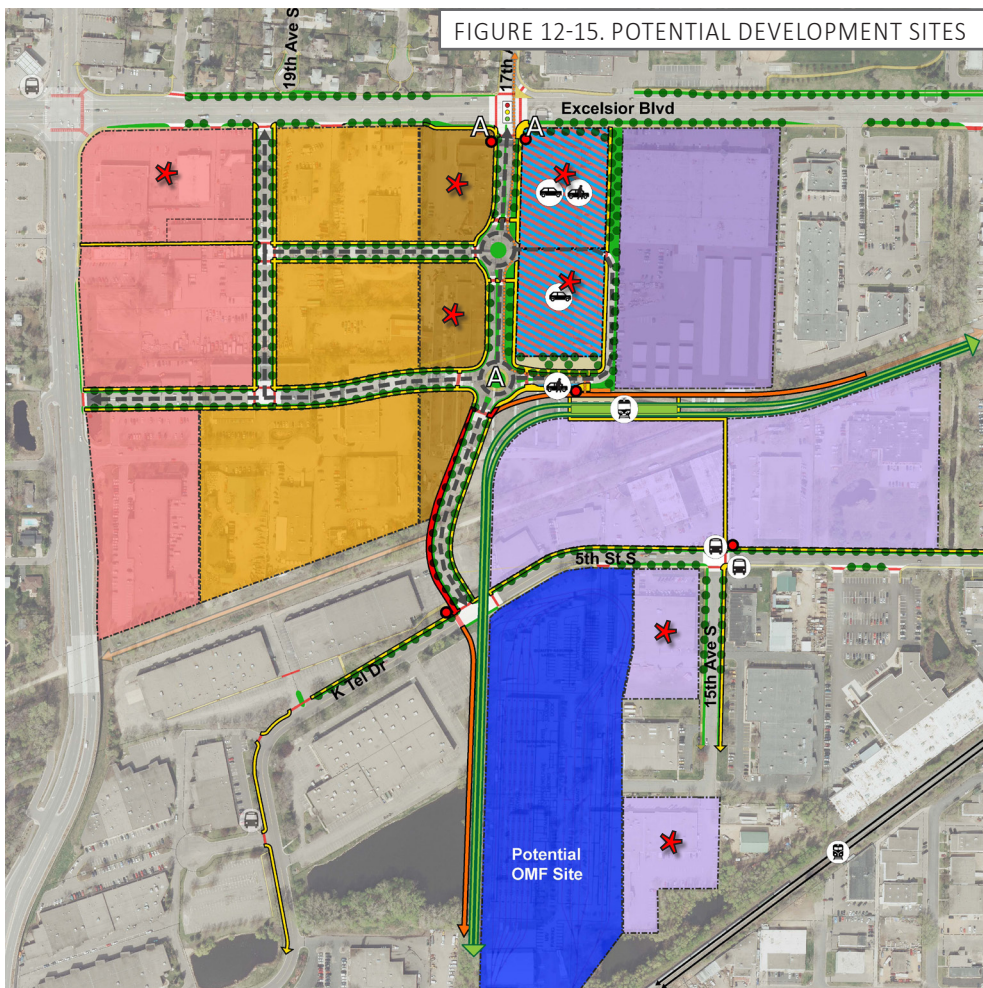 FIGURE 12-15. POTENTIAL DEVELOPMENT SITES
19th Ave S
17th
Excelsior Blvd
A
A
A
5th St S
15th Ave S
K Tel Dr
Potential
OMF Site